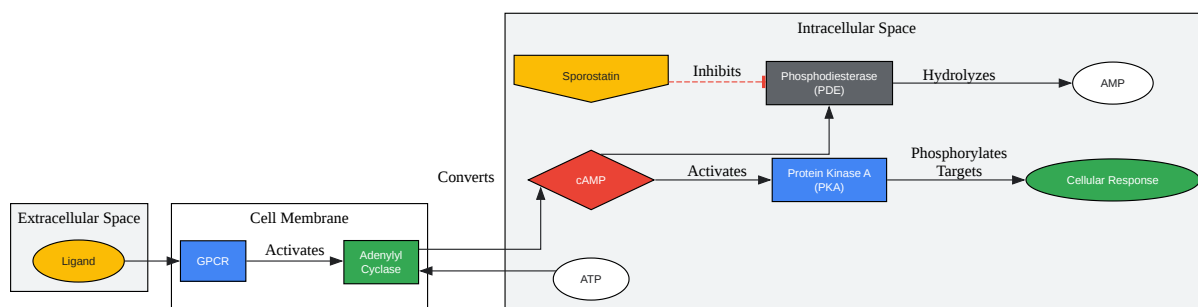 Intracellular Space
Sporostatin
Inhibits
Phosphodiesterase
(PDE)
Hydrolyzes
AMP
Converts
cAMP
Activates
Protein Kinase A
(PKA)
Phosphorylates
Targets
Cellular Response
Extracellular Space
Ligand
Cell Membrane
GPCR
Activates
Adenylyl
Cyclase
ATP